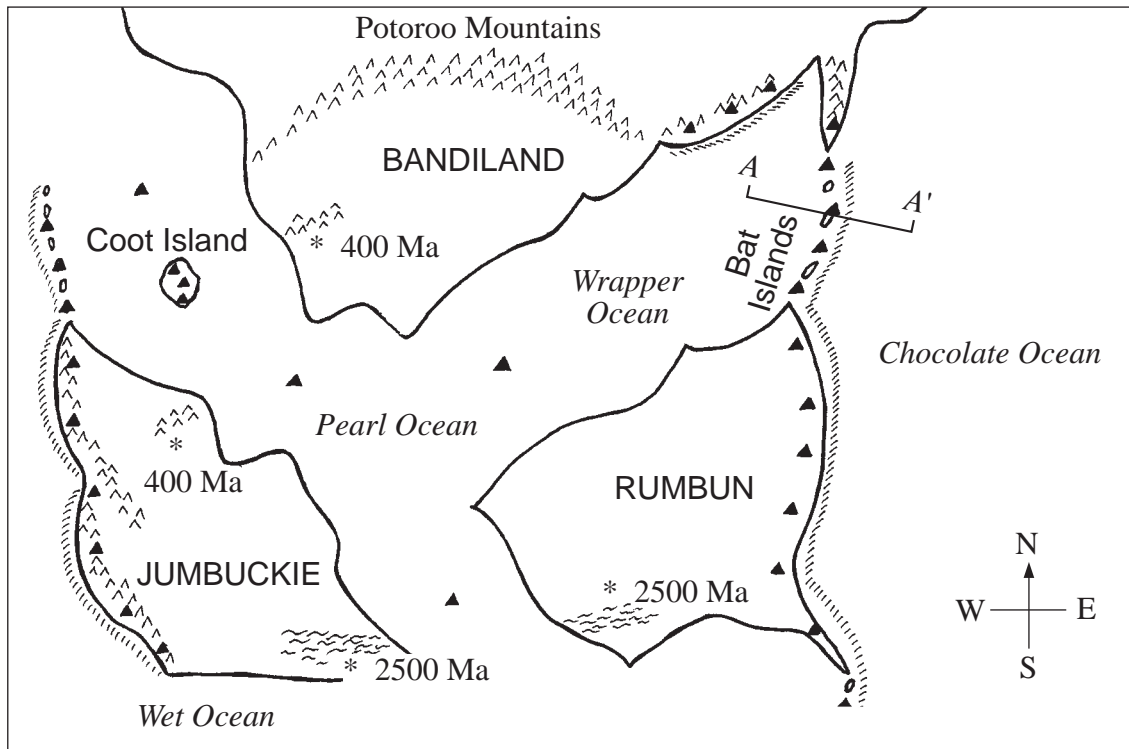 Potoroo Mountains
BANDILAND
A
A'
Coot Island
* 400 Ma
Bat
Islands
Wrapper
Ocean
Chocolate Ocean
Pearl Ocean
*
400 Ma
RUMBUN
JUMBUCKIE
* 2500 Ma
N
W E
S
* 2500 Ma
Wet Ocean